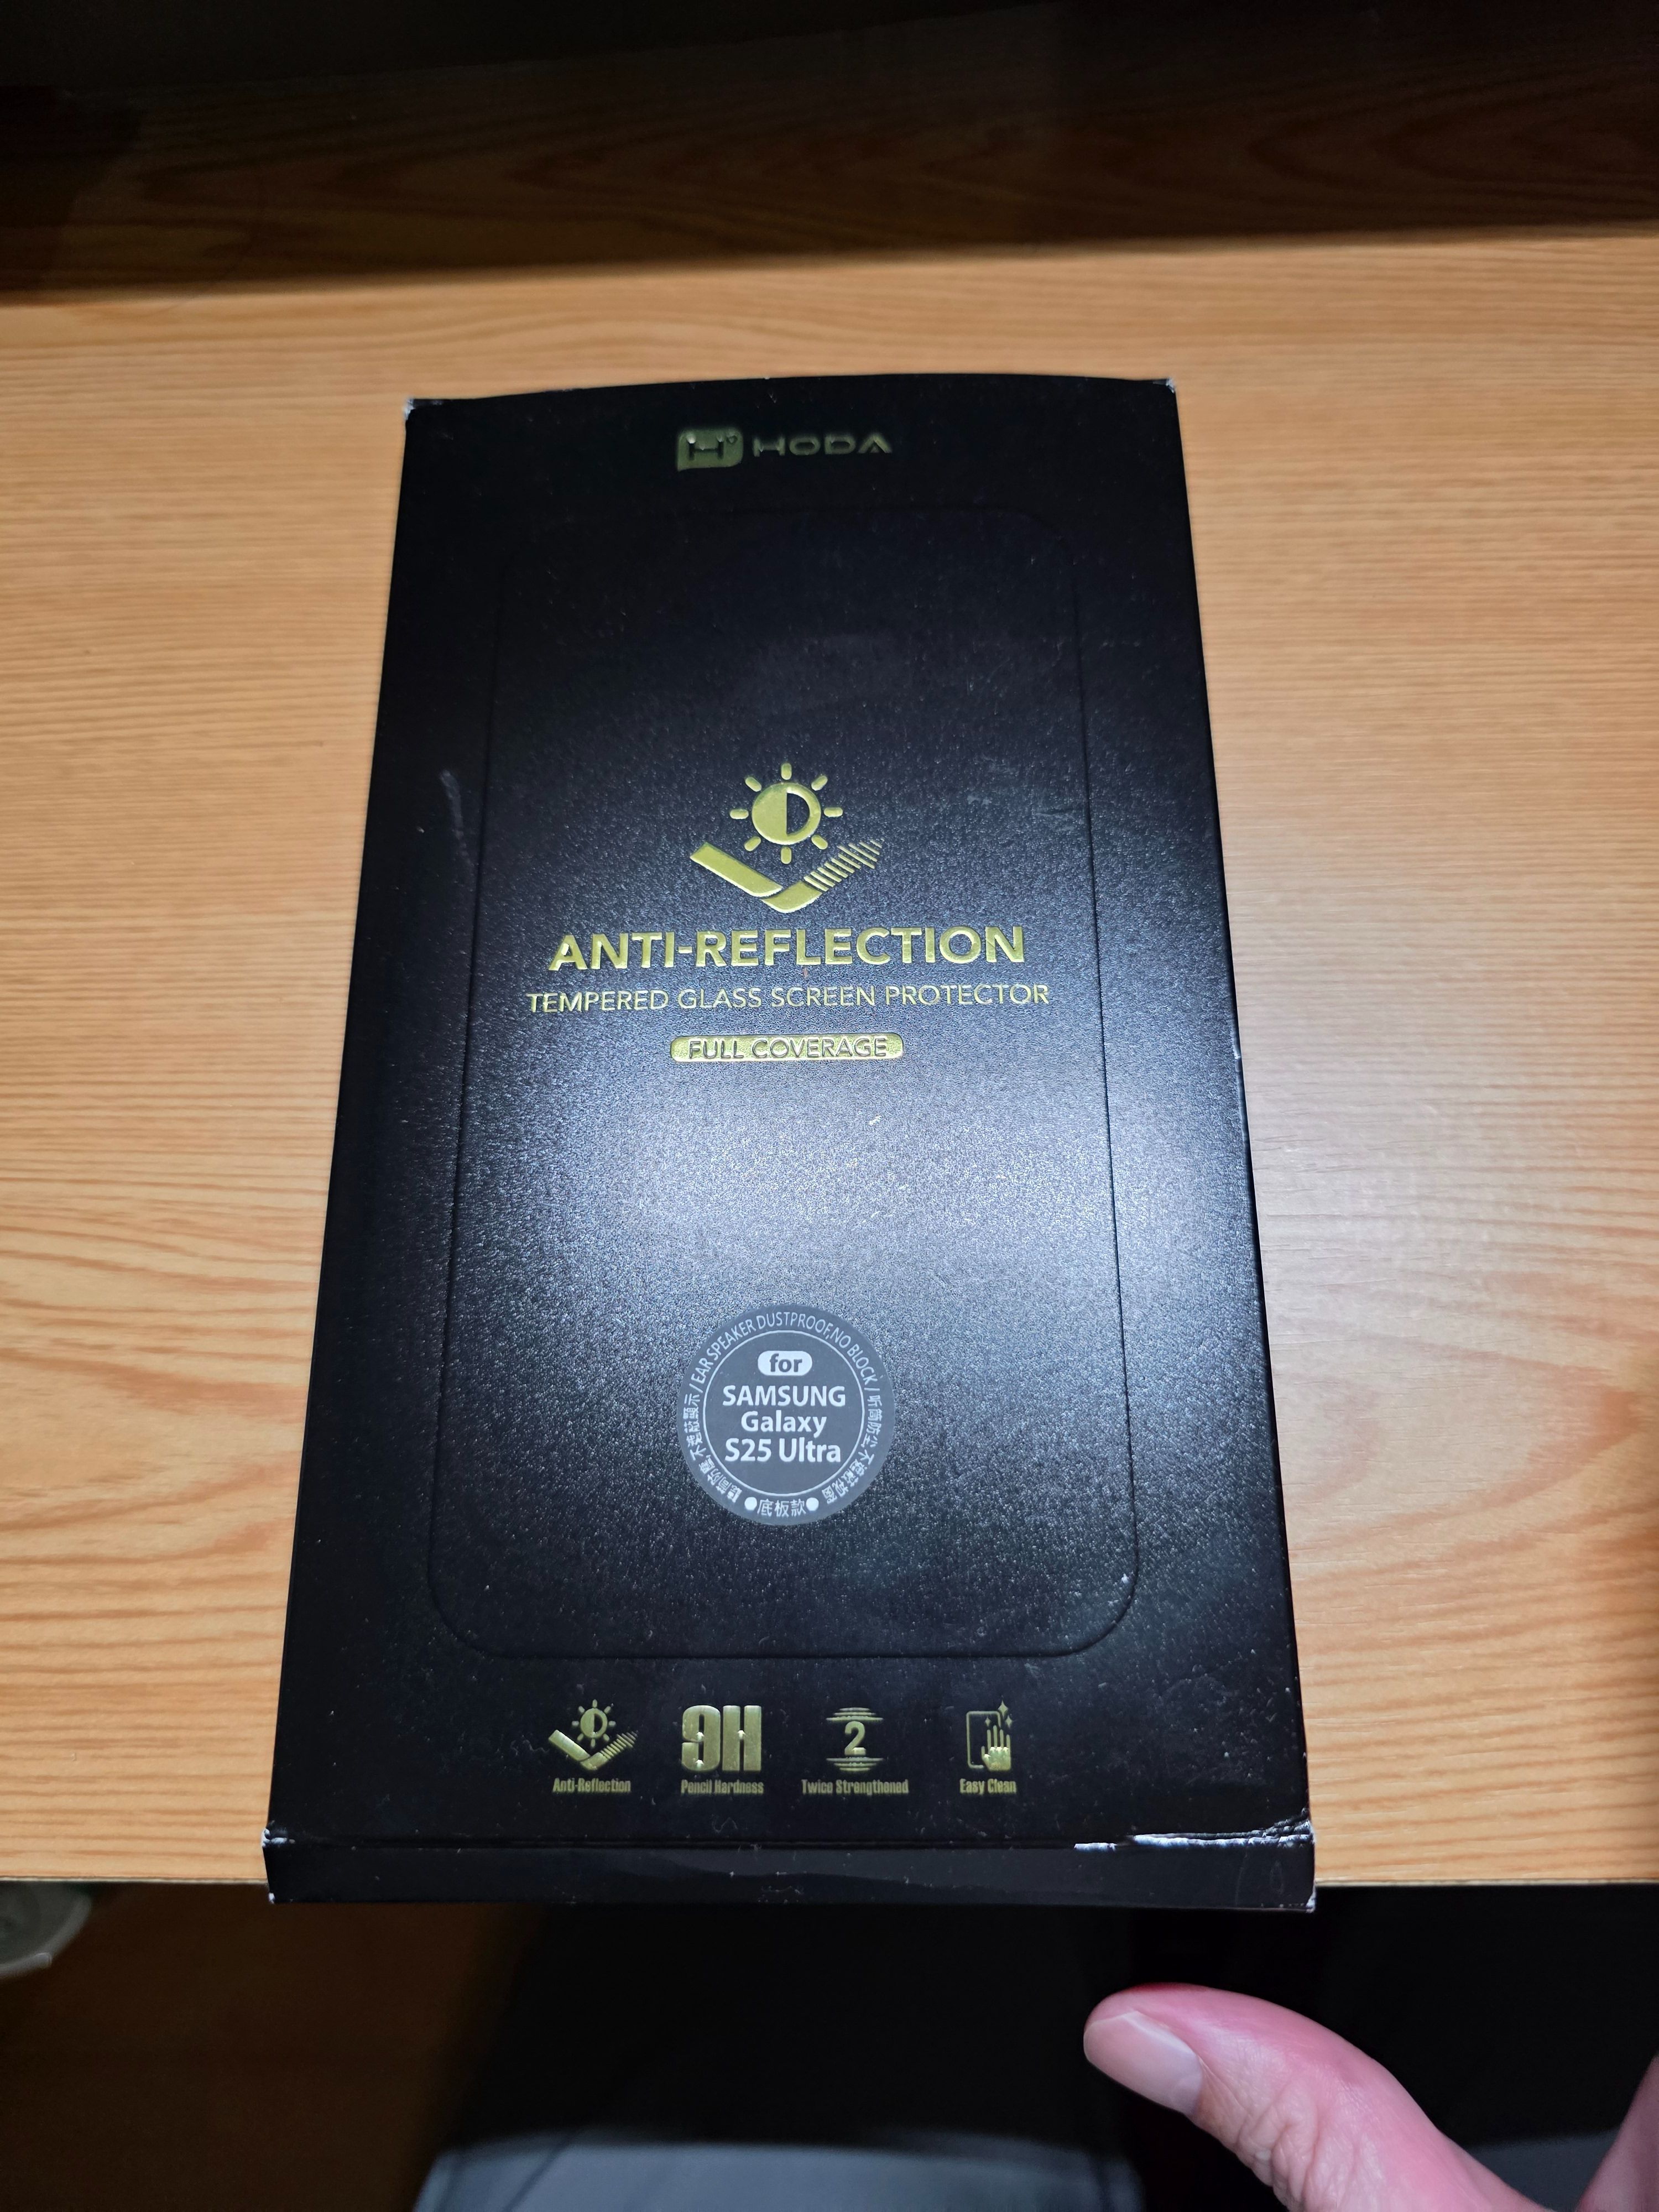 HODA
ANTI-REFLECTION
TEMPERED GLASS SCREEN PROTECTOR
FULL COVERAGE
EAR SPEAKER DUSTPROOF,NO BLOCK /
for
SAMSUNG
Galaxy
S25 Ultra
●底板款●
9H
2
Anti-Reflection
Pencil Hardness
Twice Strengthened
Easy Clean